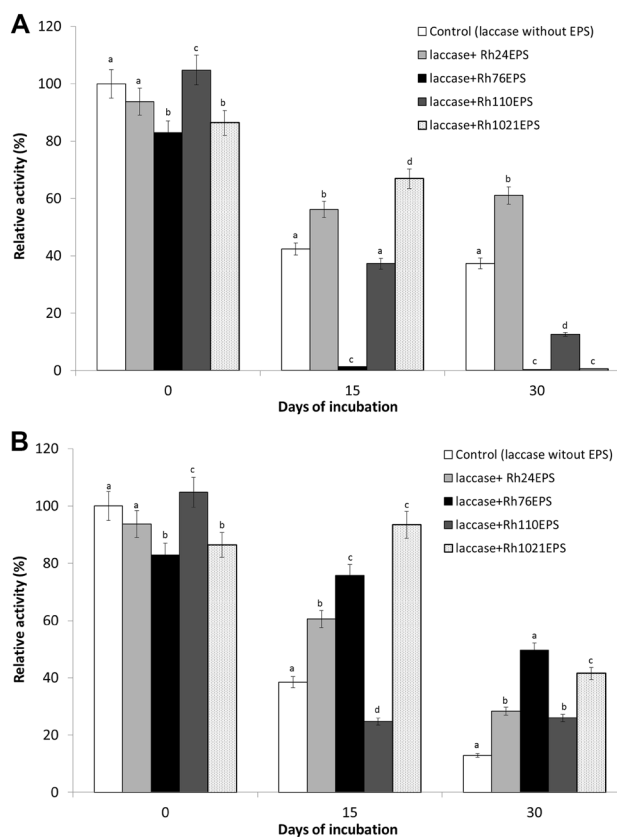 A
120
100
80
60
40
20
0
Relative activity (%)
Control (laccase without EPS)
laccase+ Rh24EPS
laccase+Rh76EPS
laccase+Rh110EPS
laccase+Rh1021EPS
a a b c b
a b c a d
a b c d c
0 15 30
Days of incubation
B
120
100
80
60
40
20
0
Relative activity (%)
Control (laccase witout EPS)
laccase+ Rh24EPS
laccase+Rh76EPS
laccase+Rh110EPS
laccase+Rh1021EPS
a a b c b
a b c d c
a b a b c
0 15 30
Days of incubation